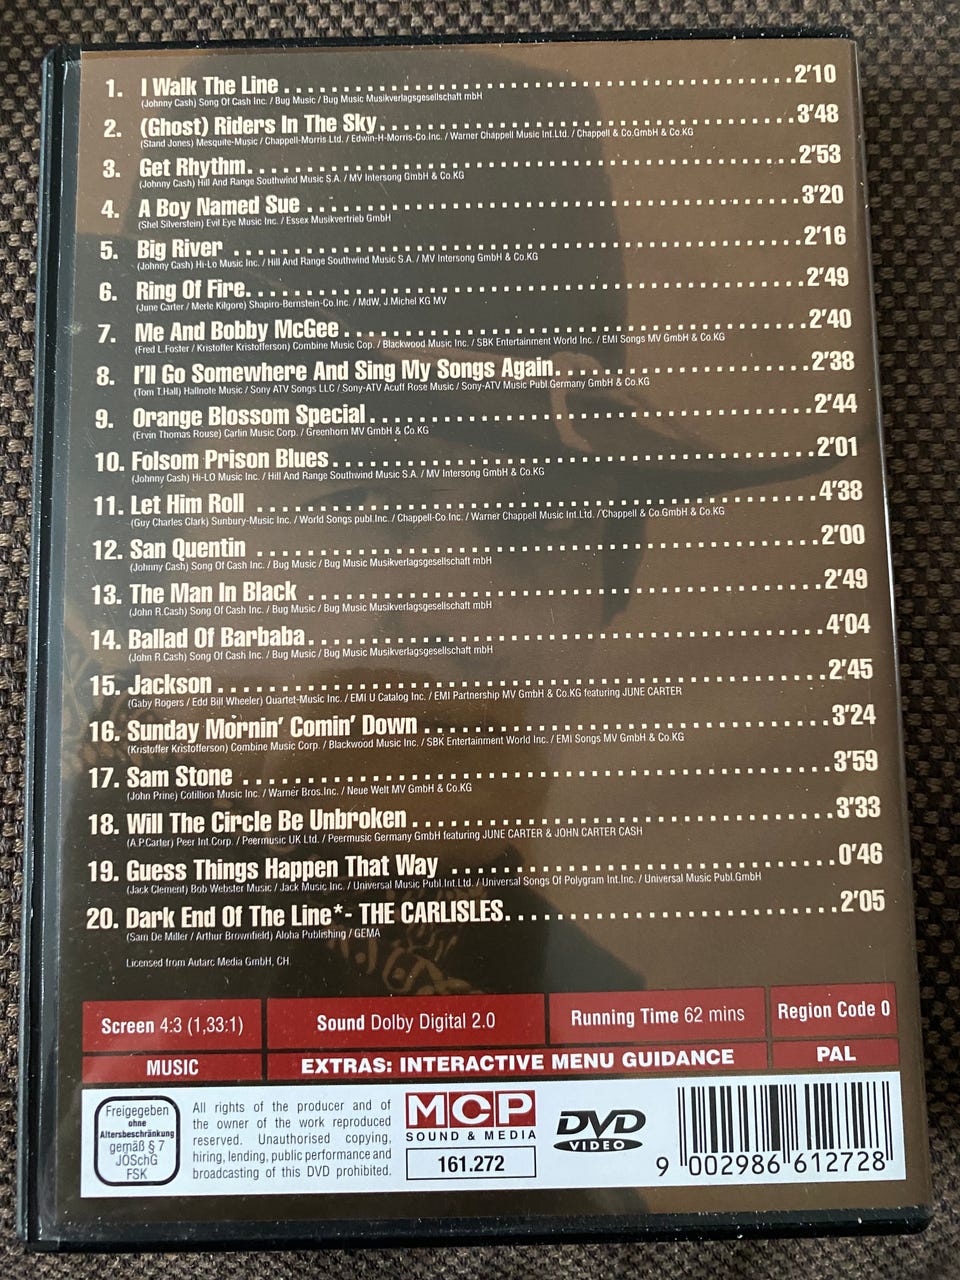 1. I Walk The Line 2'10
(Johnny Cash) Song Of Cash Inc. / Bug Music / Bug Music Musikverlagsgesellschaft mbH
2. (Ghost) Riders In The Sky 3'48
(Stand Jones) Mesquite-Music / Chappell-Morris Ltd. / Edwin-H-Morris-Co.Inc. / Warner Chappell Music Int.Ltd. / Chappell & Co.GmbH & Co.KG
3. Get Rhythm 2'53
(Johnny Cash) Hill And Range Southwind Music S.A. / MV Intersong GmbH & Co.KG
4. A Boy Named Sue 3'20
(Shel Silverstein) Evil Eye Music Inc. / Essex Musikvertrieb GmbH
5. Big River 2'16
(Johnny Cash) Hi-Lo Music Inc. / Hill And Range Southwind Music S.A. / MV Intersong GmbH & Co.KG
6. Ring Of Fire 2'49
(June Carter / Merle Kilgore) Shapiro-Bernstein-Co.Inc. / MdW, J.Michel KG MV
7. Me And Bobby McGee 2'40
(Fred L.Foster / Kristoffer Kristofferson) Combine Music Cop. / Blackwood Music Inc. / SBK Entertainment World Inc. / EMI Songs MV GmbH & Co.KG
8. I'll Go Somewhere And Sing My Songs Again 2'38
(Tom T.Hall) Hallnote Music / Sony ATV Songs LLC / Sony-ATV Acuff Rose Music / Sony-ATV Music Publ.Germany GmbH & Co.KG
9. Orange Blossom Special 2'44
(Ervin Thomas Rouse) Carlin Music Corp. / Greenhorn MV GmbH & Co.KG
10. Folsom Prison Blues 2'01
(Johnny Cash) Hi-LO Music Inc. / Hill And Range Southwind Music S.A. / MV Intersong GmbH & Co.KG
11. Let Him Roll 4'38
(Guy Charles Clark) Sunbury-Music Inc. / World Songs publ.Inc. / Chappell-Co.Inc. / Warner Chappell Music Int.Ltd. / Chappell & Co.GmbH & Co.KG
12. San Quentin 2'00
(Johnny Cash) Song Of Cash Inc. / Bug Music / Bug Music Musikverlagsgesellschaft mbH
13. The Man In Black 2'49
(John R.Cash) Song Of Cash Inc. / Bug Music / Bug Music Musikverlagsgesellschaft mbH
14. Ballad Of Barbaba 4'04
(John R.Cash) Song Of Cash Inc. / Bug Music / Bug Music Musikverlagsgesellschaft mbH
15. Jackson 2'45
(Gaby Rogers / Edd Bill Wheeler) Quartet-Music Inc. / EMI U Catalog Inc. / EMI Partnership MV GmbH & Co.KG featuring JUNE CARTER
16. Sunday Mornin' Comin' Down 3'24
(Kristoffer Kristofferson) Combine Music Corp. / Blackwood Music Inc. / SBK Entertainment World Inc. / EMI Songs MV GmbH & Co.KG
17. Sam Stone 3'59
(John Prine) Cotillion Music Inc. / Warner Bros.Inc. / Neue Welt MV GmbH & Co.KG
18. Will The Circle Be Unbroken 3'33
(A.P.Carter) Peer Int.Corp. / Peermusic UK Ltd. / Peermusic Germany GmbH featuring JUNE CARTER & JOHN CARTER CASH
19. Guess Things Happen That Way 0'46
(Jack Clement) Bob Webster Music / Jack Music Inc. / Universal Music Publ.Int.Ltd. / Universal Songs Of Polygram Int.Inc. / Universal Music Publ.GmbH
20. Dark End Of The Line*- THE CARLISLES 2'05
(Sam De Miller / Arthur Brownfield) Aloha Publishing / GEMA
Licensed from Autarc Media GmbH, CH.
Screen 4:3 (1,33:1) Sound Dolby Digital 2.0 Running Time 62 mins Region Code 0
MUSIC EXTRAS: INTERACTIVE MENU GUIDANCE PAL
Freigegeben
ohne
Altersbeschränkung
gemäß § 7
JÖSchG
FSK
All rights of the producer and of
the owner of the work reproduced
reserved. Unauthorised copying,
hiring, lending, public performance and
broadcasting of this DVD prohibited.
MCP
SOUND & MEDIA
161.272
DVD
VIDEO
9 002986 612728